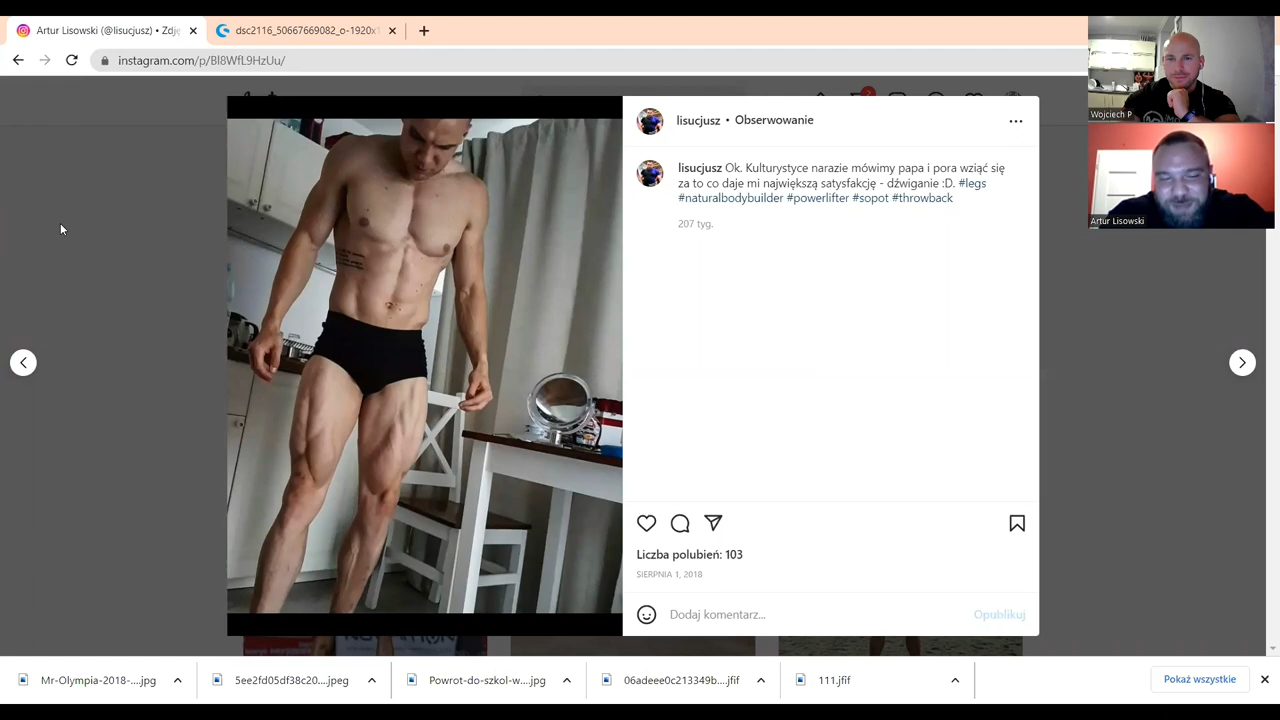 Artur Lisowski (@lisucjusz) • Zdję
dsc2116_50667669082_o-1920x1
instagram.com/p/Bl8WfL9HzUu/
Wojciech P
Artur Lisowski
lisucjusz • Obserwowanie
lisucjusz Ok. Kulturystyce narazie mówimy papa i pora wziąć się
za to co daje mi największą satysfakcję - dźwiganie :D. #legs
#naturalbodybuilder #powerlifter #sopot #throwback
207 tyg.
Liczba polubień: 103
SIERPNIA 1, 2018
Dodaj komentarz...
Opublikuj
Mr-Olympia-2018-....jpg
5ee2fd05df38c20....jpeg
Powrot-do-szkol-w....jpg
06adeee0c213349b....jfif
111.jfif
Pokaż wszystkie